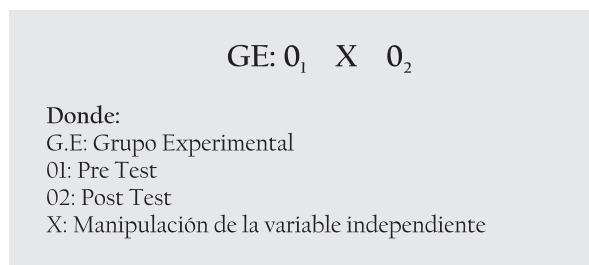 GE: 0₁ X 0₂
Donde:
G.E: Grupo Experimental
01: Pre Test
02: Post Test
X: Manipulación de la variable independiente